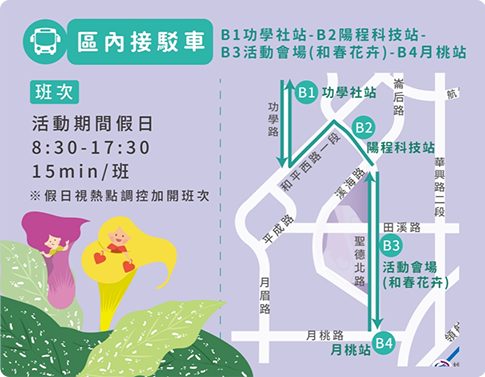 區內接駁車
B1功學社站-B2陽程科技站-
B3活動會場(和春花卉)-B4月桃站
班次
活動期間假日
8:30-17:30
15min/班
※假日視熱點調控加開班次
B1 功學社站
功學路
崙后路
航
B2
陽程科技站
和平西路一段
溪海路
華興路二段
平成路
田溪路
聖德北路
B3
活動會場
(和春花卉)
月眉路
月桃路
B4
月桃站
領航